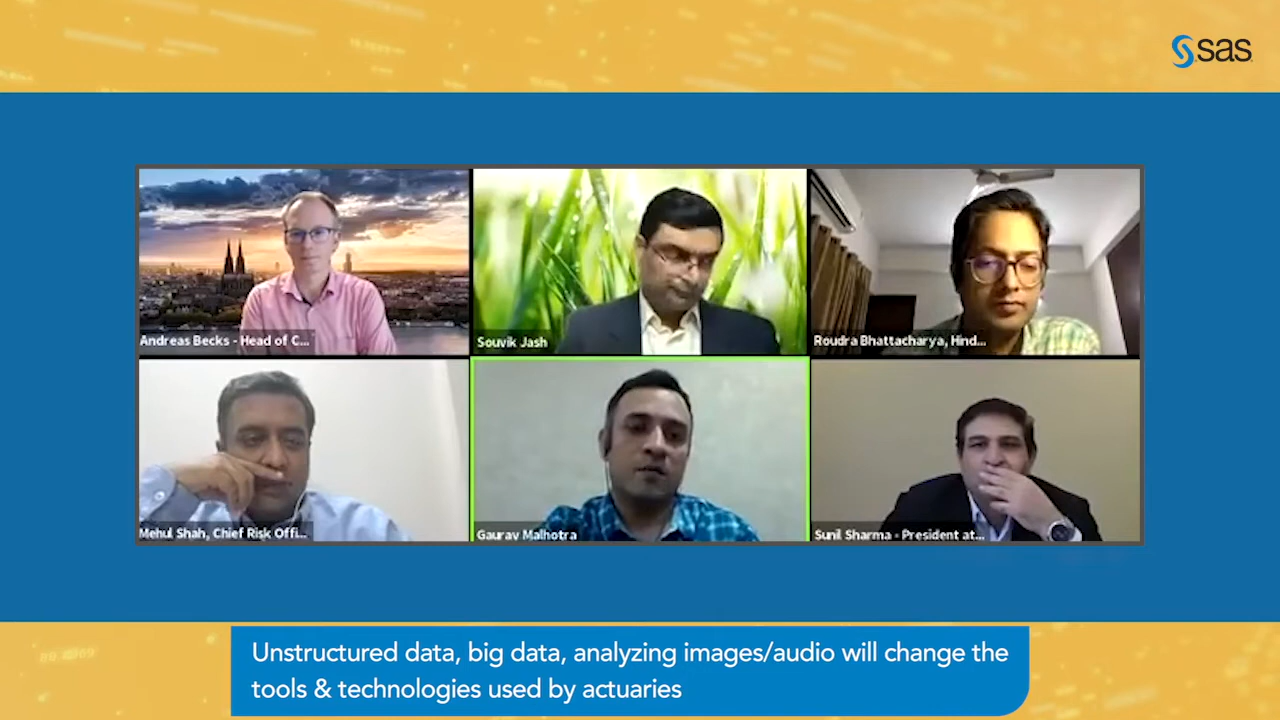 sas
Andreas Becks - Head of C...
Souvik Jash
Roudra Bhattacharya, Hind...
Mehul Shah, Chief Risk Offi...
Gaurav Malhotra
Sunil Sharma - President at...
Unstructured data, big data, analyzing images/audio will change the
tools & technologies used by actuaries